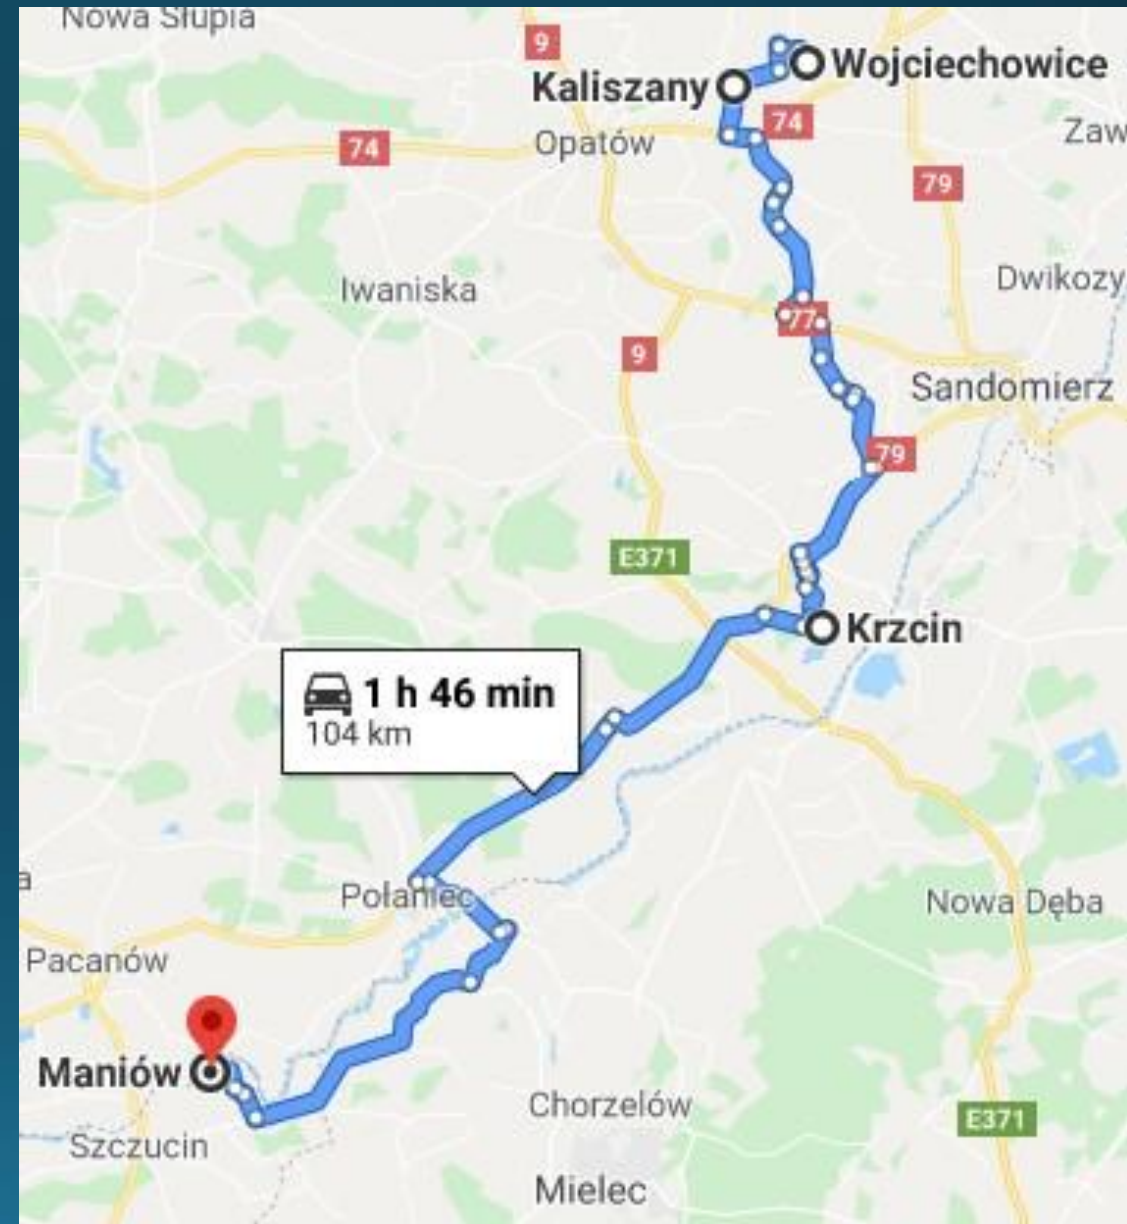 Nowa Słupia
9
Wojciechowice
Kaliszany
74
Opatów
Zaw
74
79
Dwikozy
Iwaniska
77
9
Sandomierz
79
E371
Krzcin
1 h 46 min
104 km
a
Połaniec
Nowa Dęba
Pacanów
Maniów
Chorzelów
E371
Szczucin
Mielec